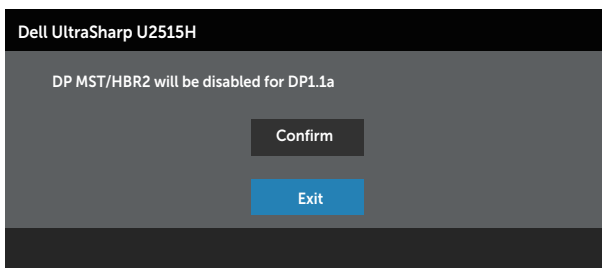 Dell UltraSharp U2515H
DP MST/HBR2 will be disabled for DP1.1a
Confirm
Exit